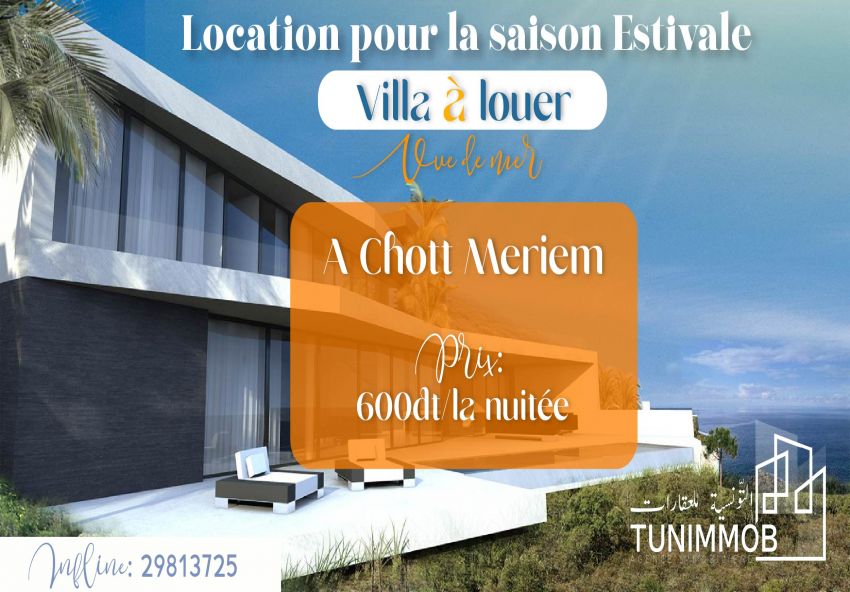 Location pour la saison Estivale
Villa à louer
Vue de mer
A Chott Meriem
Prix:
600dt/la nuitée
التونسية للعقارات
TUNIMMOB
Infline: 29813725